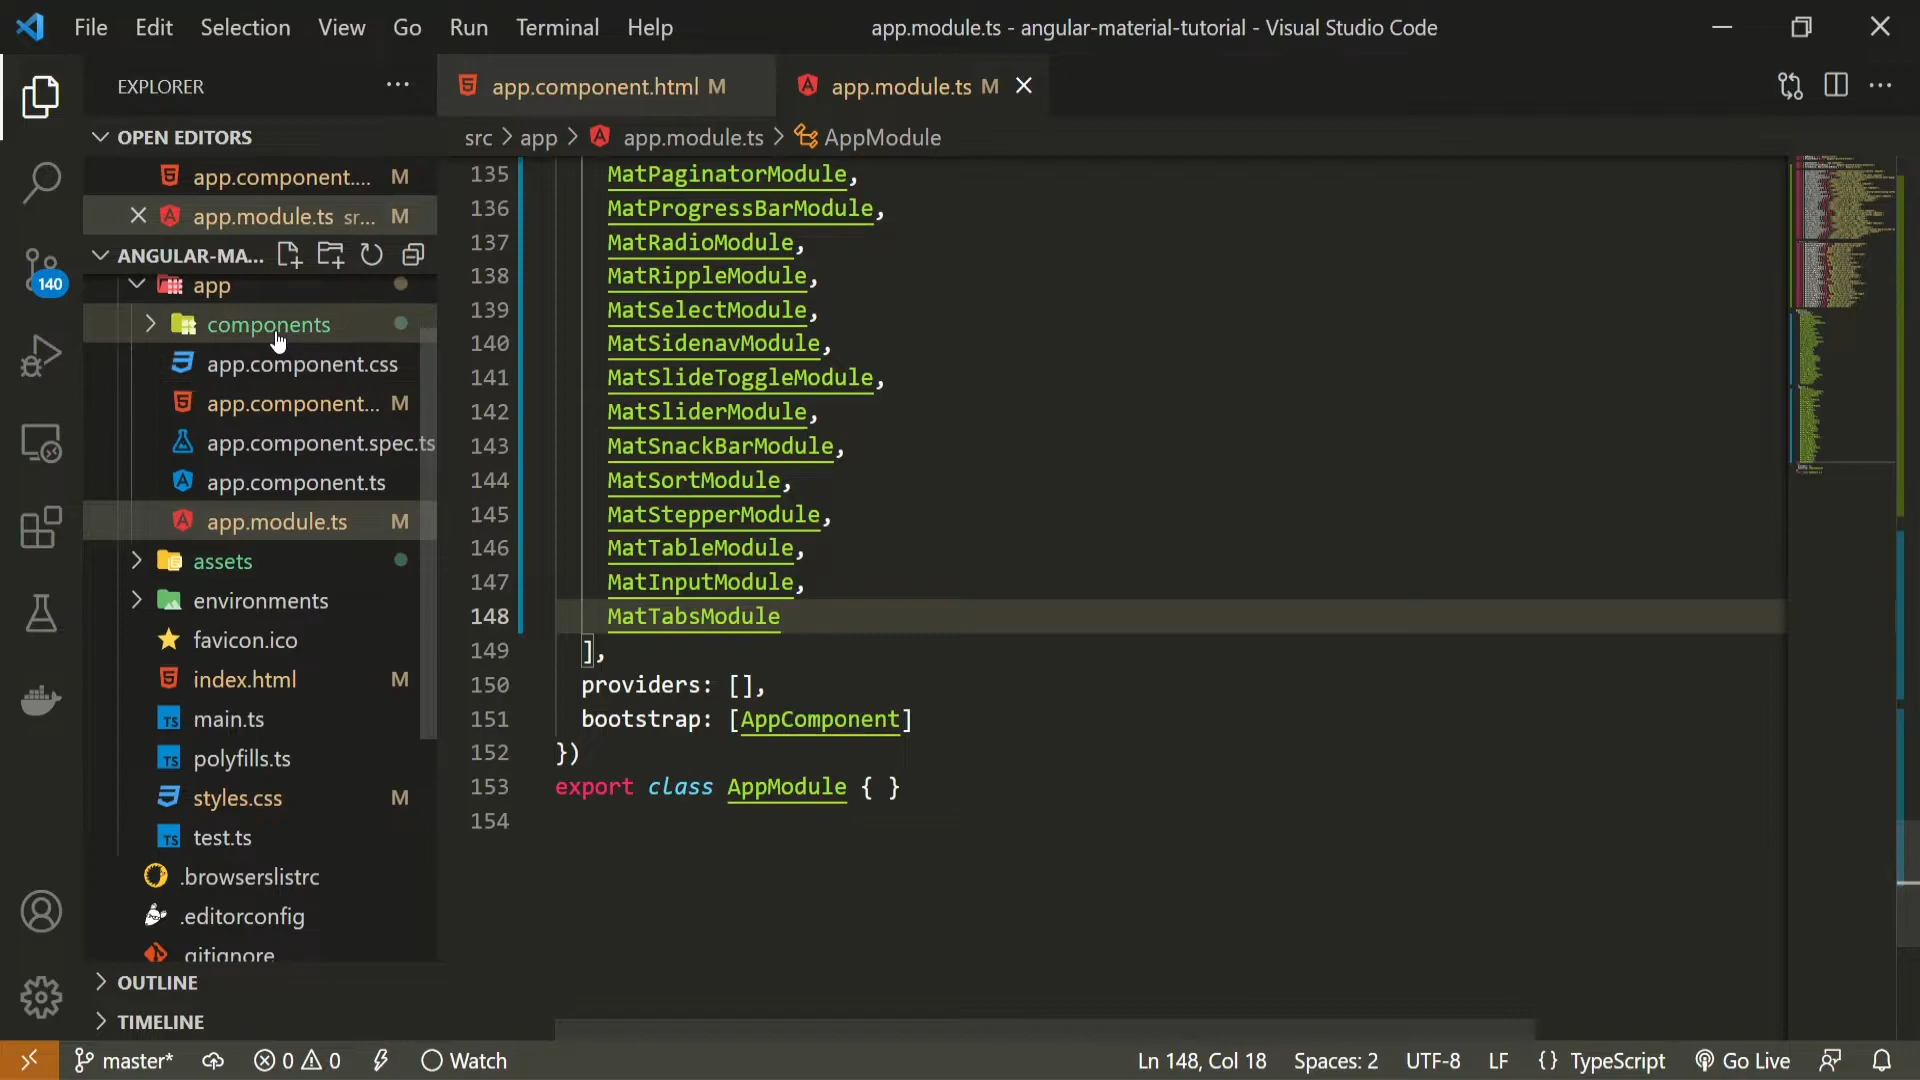 File Edit Selection View Go Run Terminal Help
app.module.ts - angular-material-tutorial - Visual Studio Code
EXPLORER
OPEN EDITORS
app.component.... M
app.module.ts sr... M
ANGULAR-MA...
app
components
app.component.css
app.component... M
app.component.spec.ts
app.component.ts
app.module.ts M
assets
environments
favicon.ico
index.html M
main.ts
polyfills.ts
styles.css M
test.ts
.browserslistrc
.editorconfig
.gitignore
OUTLINE
TIMELINE
140
app.component.html M
app.module.ts M
src > app > app.module.ts > AppModule
135 MatPaginatorModule,
136 MatProgressBarModule,
137 MatRadioModule,
138 MatRippleModule,
139 MatSelectModule,
140 MatSidenavModule,
141 MatSlideToggleModule,
142 MatSliderModule,
143 MatSnackBarModule,
144 MatSortModule,
145 MatStepperModule,
146 MatTableModule,
147 MatInputModule,
148 MatTabsModule
149 ],
150 providers: [],
151 bootstrap: [AppComponent]
152 })
153 export class AppModule { }
154
master* 0 0 Watch
Ln 148, Col 18 Spaces: 2 UTF-8 LF {} TypeScript Go Live